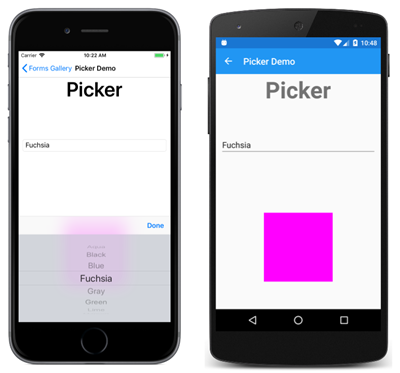 Carrier 10:22 AM
Forms Gallery Picker Demo
Picker
Fuchsia
Done
Black
Blue
Fuchsia
Gray
Green
10:48
Picker Demo
Picker
Fuchsia